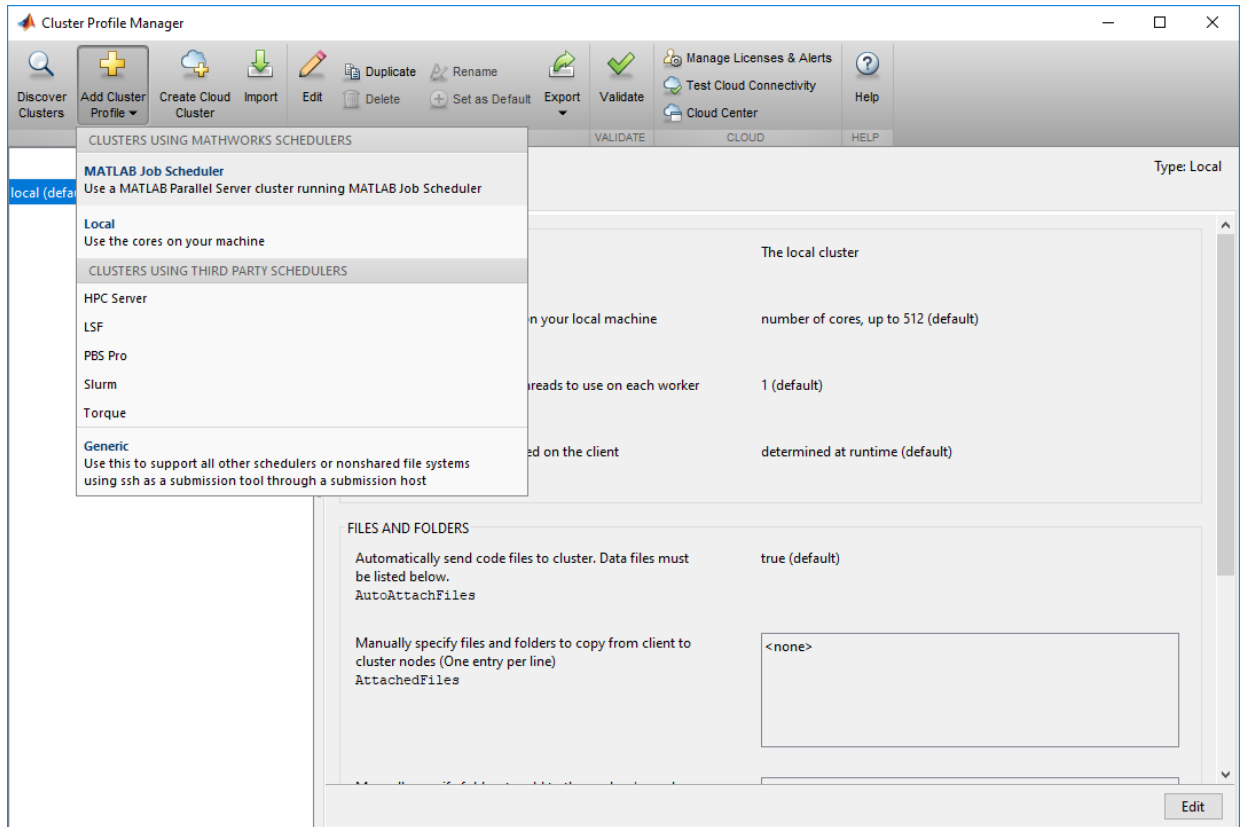 Cluster Profile Manager
Discover Clusters
Add Cluster Profile
Create Cloud Cluster
Import
Edit
Duplicate
Delete
Rename
Set as Default
Export
Validate
Manage Licenses & Alerts
Test Cloud Connectivity
Cloud Center
Help
VALIDATE
CLOUD
HELP
CLUSTERS USING MATHWORKS SCHEDULERS
MATLAB Job Scheduler
Use a MATLAB Parallel Server cluster running MATLAB Job Scheduler
Local
Use the cores on your machine
CLUSTERS USING THIRD PARTY SCHEDULERS
HPC Server
LSF
PBS Pro
Slurm
Torque
Generic
Use this to support all other schedulers or nonshared file systems
using ssh as a submission tool through a submission host
local
Type: Local
The local cluster
on your local machine
number of cores, up to 512 (default)
to use on each worker
1 (default)
on the client
determined at runtime (default)
FILES AND FOLDERS
Automatically send code files to cluster. Data files must
be listed below.
AutoAttachFiles
true (default)
Manually specify files and folders to copy from client to
cluster nodes (One entry per line)
AttachedFiles
<none>
Edit